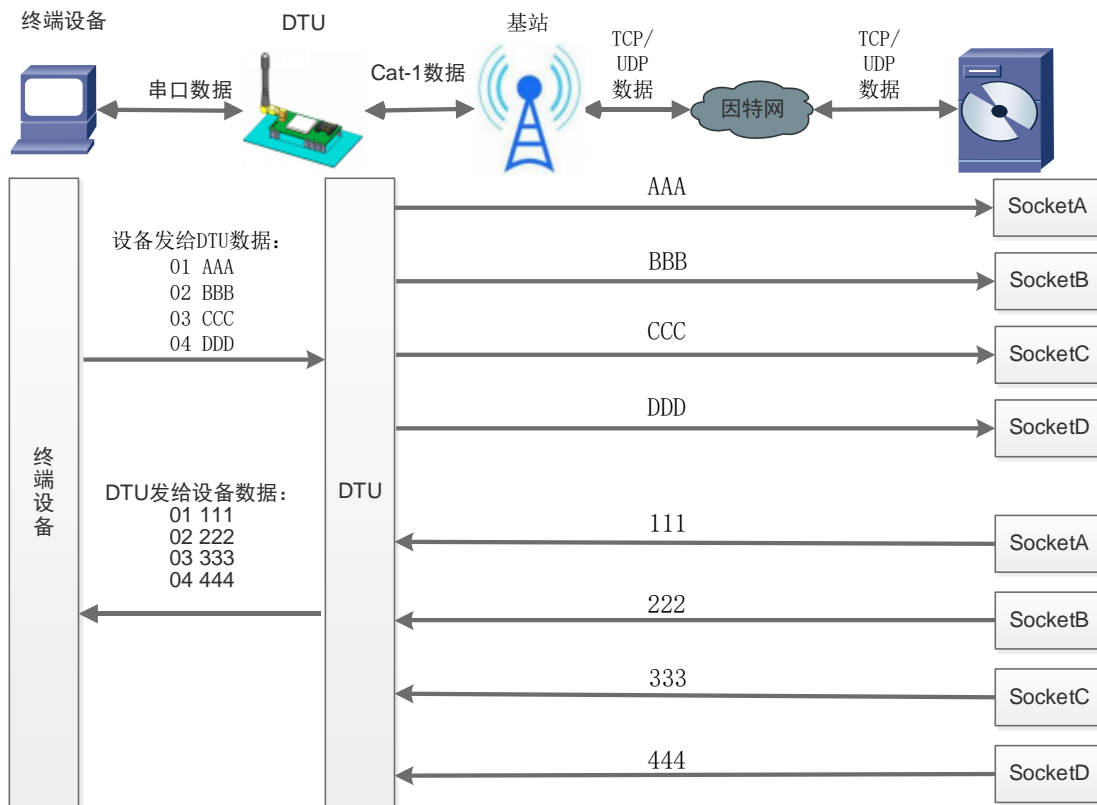 终端设备
DTU
基站
TCP/
UDP
数据
TCP/
UDP
数据
串口数据
Cat-1数据
因特网
AAA
SocketA
设备发给DTU数据：
01 AAA
02 BBB
03 CCC
04 DDD
BBB
SocketB
CCC
SocketC
DDD
SocketD
终
端
设
备
DTU发给设备数据：
01 111
02 222
03 333
04 444
DTU
111
SocketA
222
SocketB
333
SocketC
444
SocketD